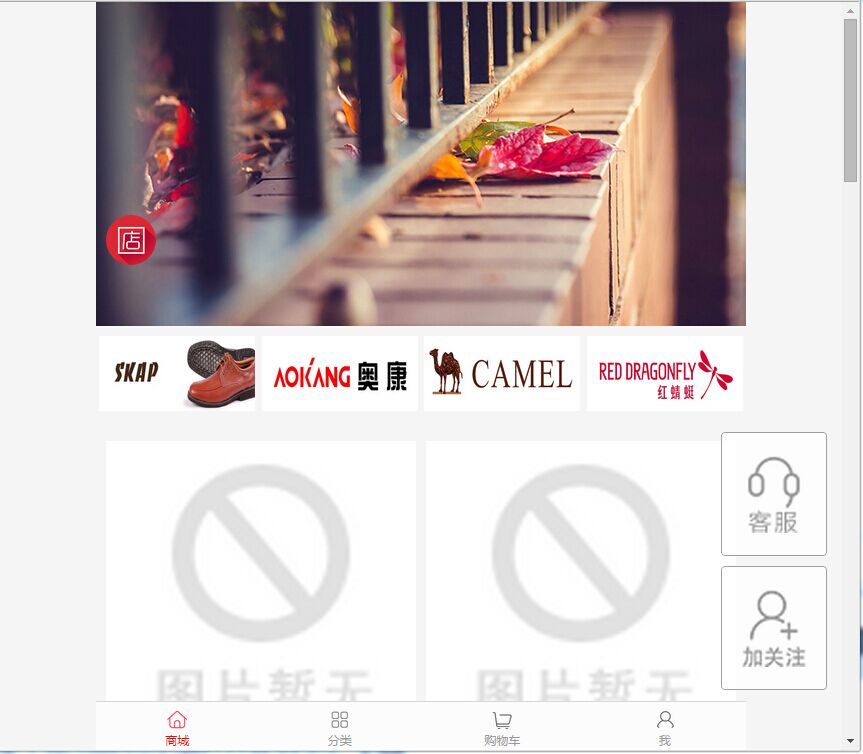 店
SKAP
AOKANG 奥康
CAMEL
RED DRAGONFLY
红蜻蜓
客服
加关注
图片暂无
图片暂无
商城
分类
购物车
我